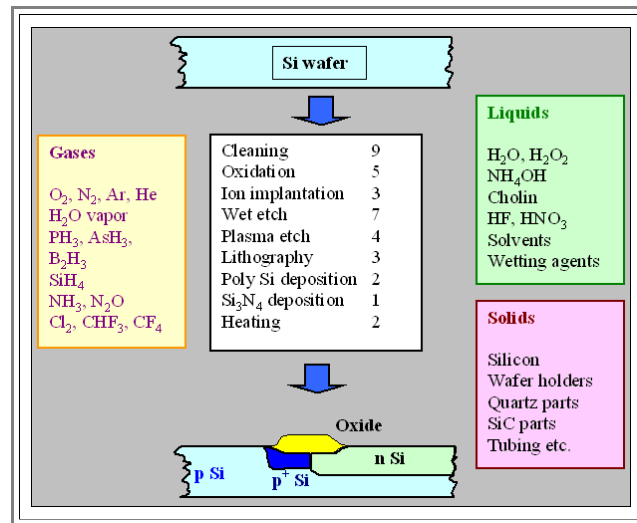 Si wafer
Gases
O₂, N₂, Ar, He
H₂O vapor
PH₃, AsH₃,
B₂H₃
SiH₄
NH₃, N₂O
Cl₂, CHF₃, CF₄
Cleaning 9
Oxidation 5
Ion implantation 3
Wet etch 7
Plasma etch 4
Lithography 3
Poly Si deposition 2
Si₃N₄ deposition 1
Heating 2
Liquids
H₂O, H₂O₂
NH₄OH
Cholin
HF, HNO₃
Solvents
Wetting agents
Solids
Silicon
Wafer holders
Quartz parts
SiC parts
Tubing etc.
Oxide
p Si
p⁺ Si
n Si